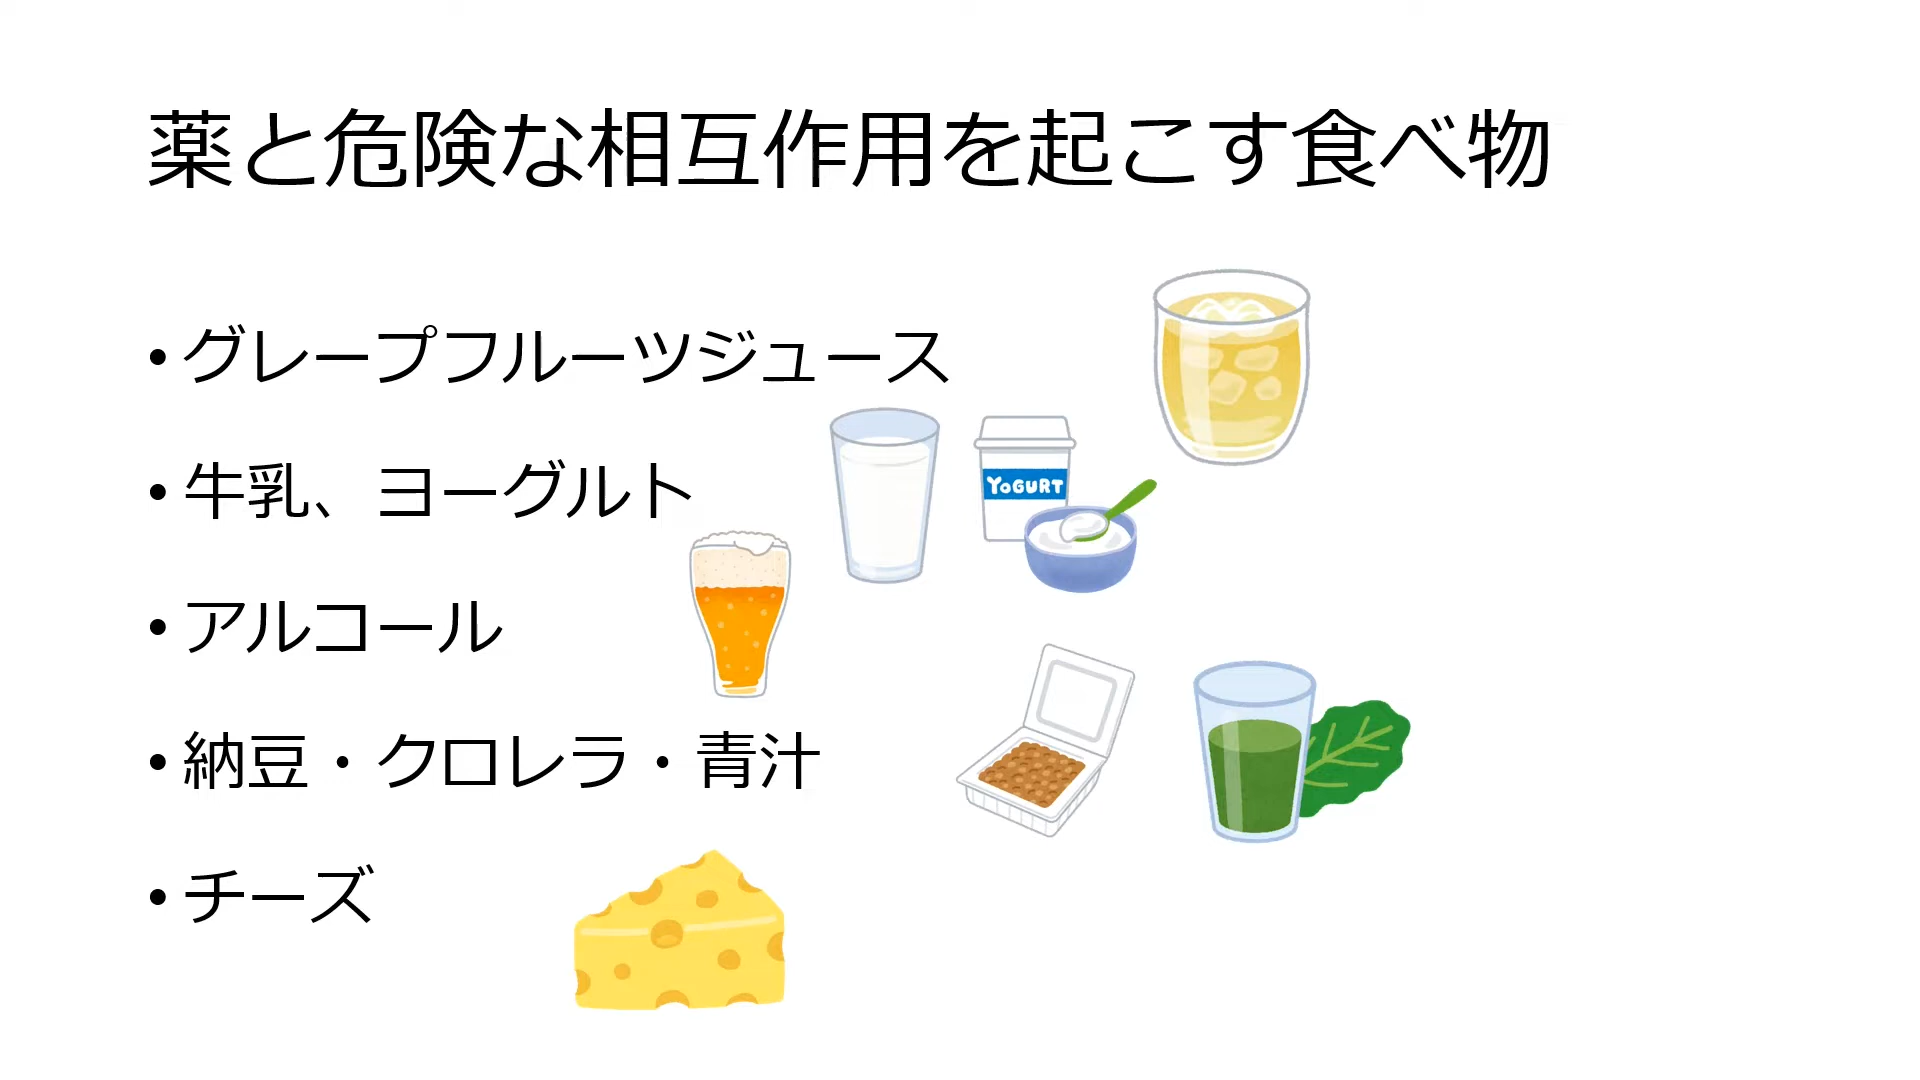 薬と危険な相互作用を起こす食べ物
• グレープフルーツジュース
• 牛乳、ヨーグルト
YOGURT
• アルコール
• 納豆・クロレラ・青汁
• チーズ